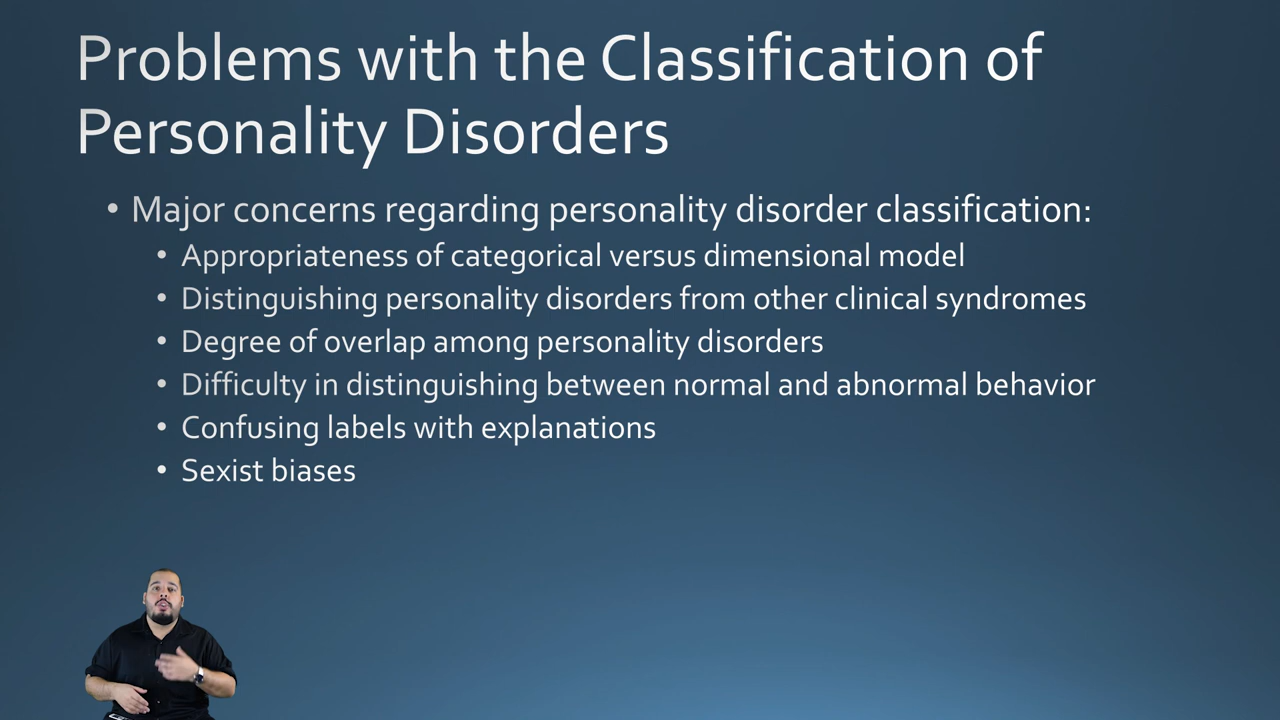 Problems with the Classification of
Personality Disorders
• Major concerns regarding personality disorder classification:
• Appropriateness of categorical versus dimensional model
• Distinguishing personality disorders from other clinical syndromes
• Degree of overlap among personality disorders
• Difficulty in distinguishing between normal and abnormal behavior
• Confusing labels with explanations
• Sexist biases